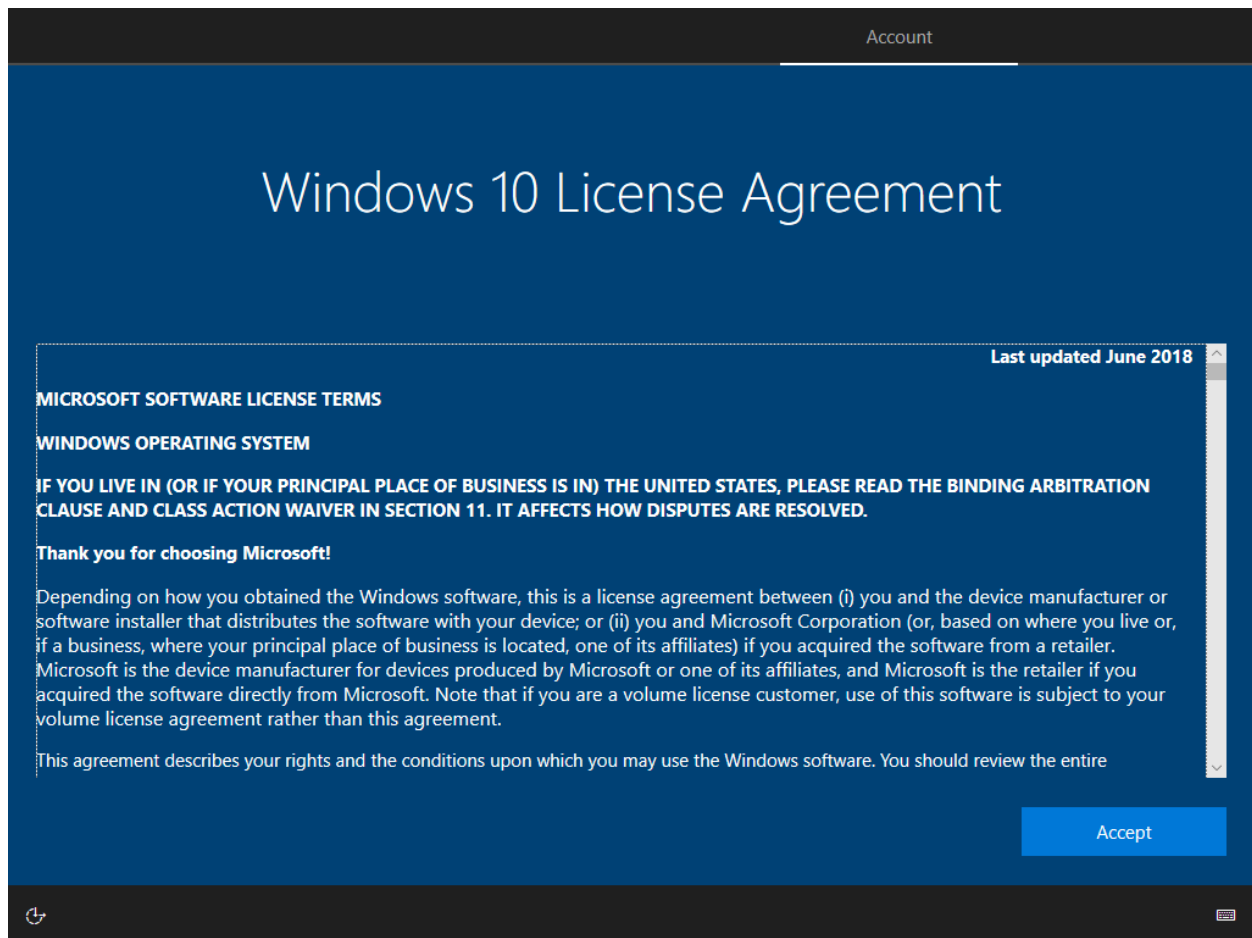 Account
Windows 10 License Agreement
Last updated June 2018
MICROSOFT SOFTWARE LICENSE TERMS
WINDOWS OPERATING SYSTEM
IF YOU LIVE IN (OR IF YOUR PRINCIPAL PLACE OF BUSINESS IS IN) THE UNITED STATES, PLEASE READ THE BINDING ARBITRATION
CLAUSE AND CLASS ACTION WAIVER IN SECTION 11. IT AFFECTS HOW DISPUTES ARE RESOLVED.
Thank you for choosing Microsoft!
Depending on how you obtained the Windows software, this is a license agreement between (i) you and the device manufacturer or
software installer that distributes the software with your device; or (ii) you and Microsoft Corporation (or, based on where you live or,
if a business, where your principal place of business is located, one of its affiliates) if you acquired the software from a retailer.
Microsoft is the device manufacturer for devices produced by Microsoft or one of its affiliates, and Microsoft is the retailer if you
acquired the software directly from Microsoft. Note that if you are a volume license customer, use of this software is subject to your
volume license agreement rather than this agreement.
This agreement describes your rights and the conditions upon which you may use the Windows software. You should review the entire
Accept